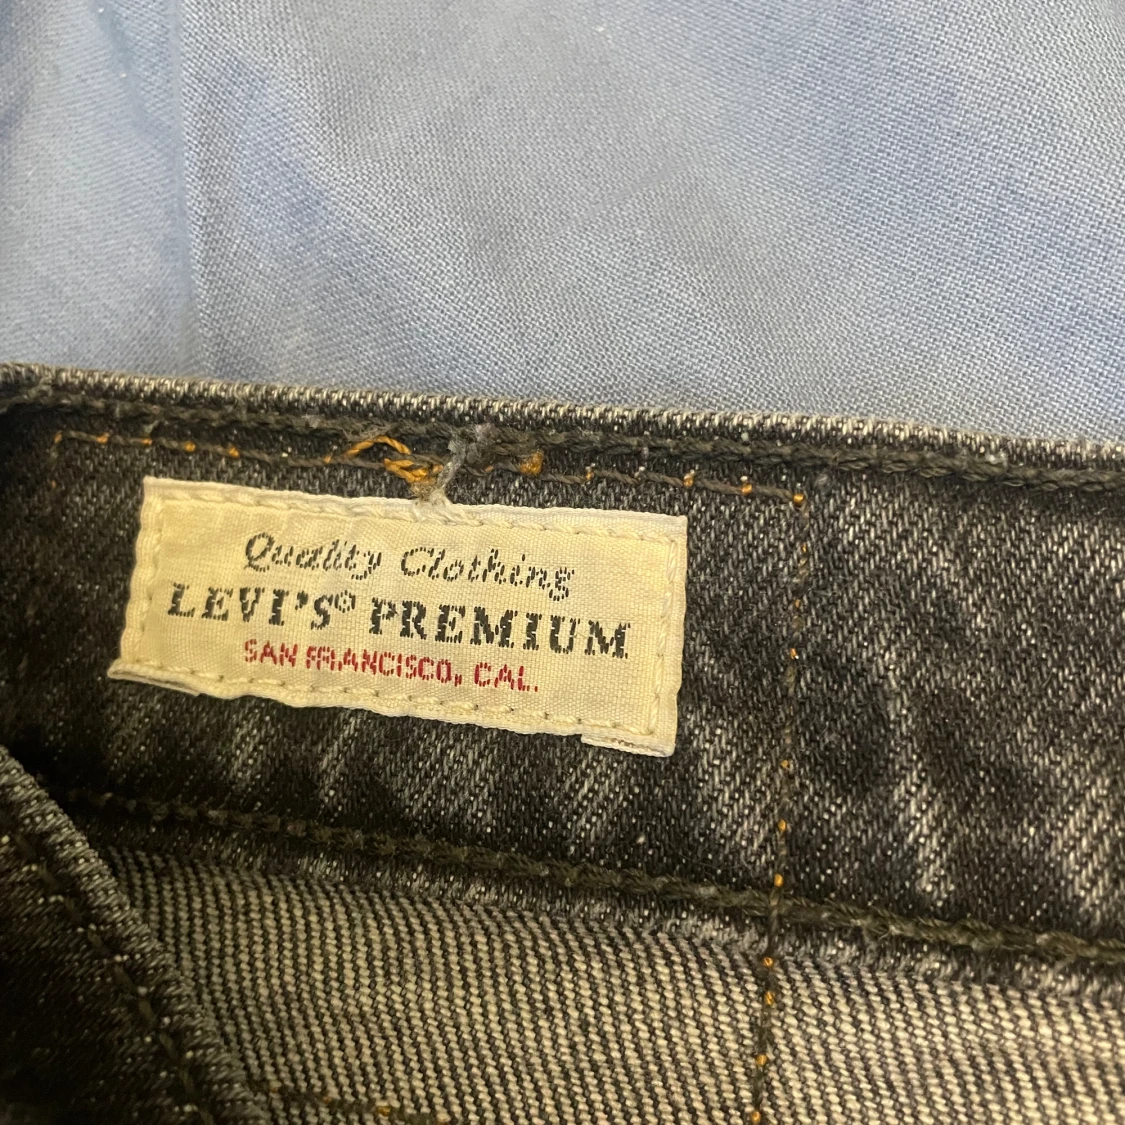 Quality Clothing
LEVI'S® PREMIUM
SAN FRANCISCO, CAL.